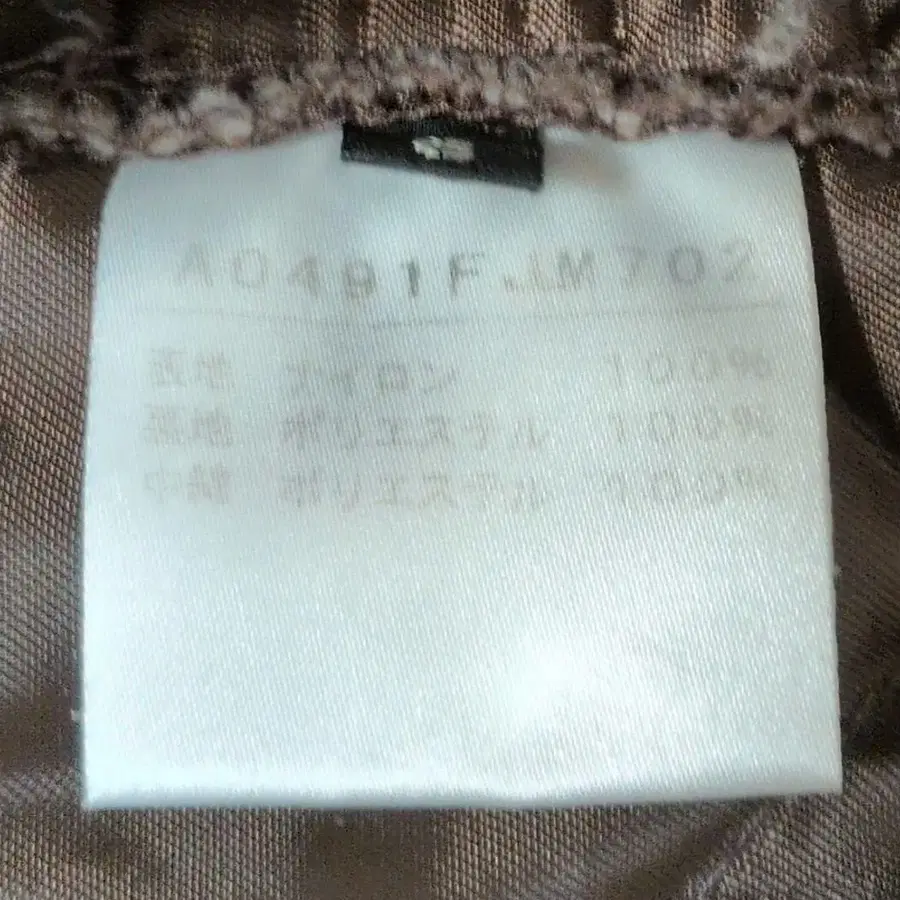 A0491FJM702
表地 ナイロン 100%
裏地 ポリエステル 100%
中綿 ポリエステル 100%